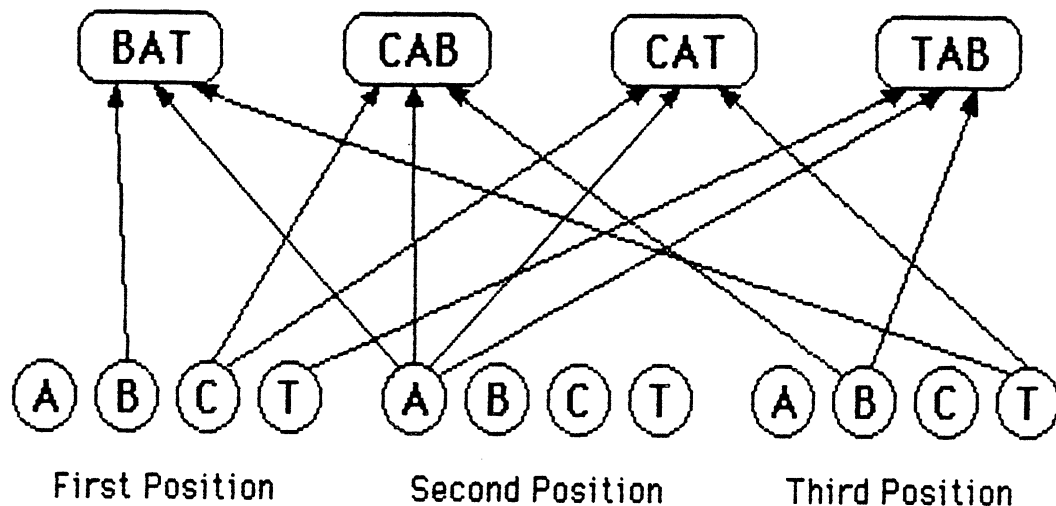 BAT CAB CAT TAB
A B C T A B C T A B C T
First Position Second Position Third Position